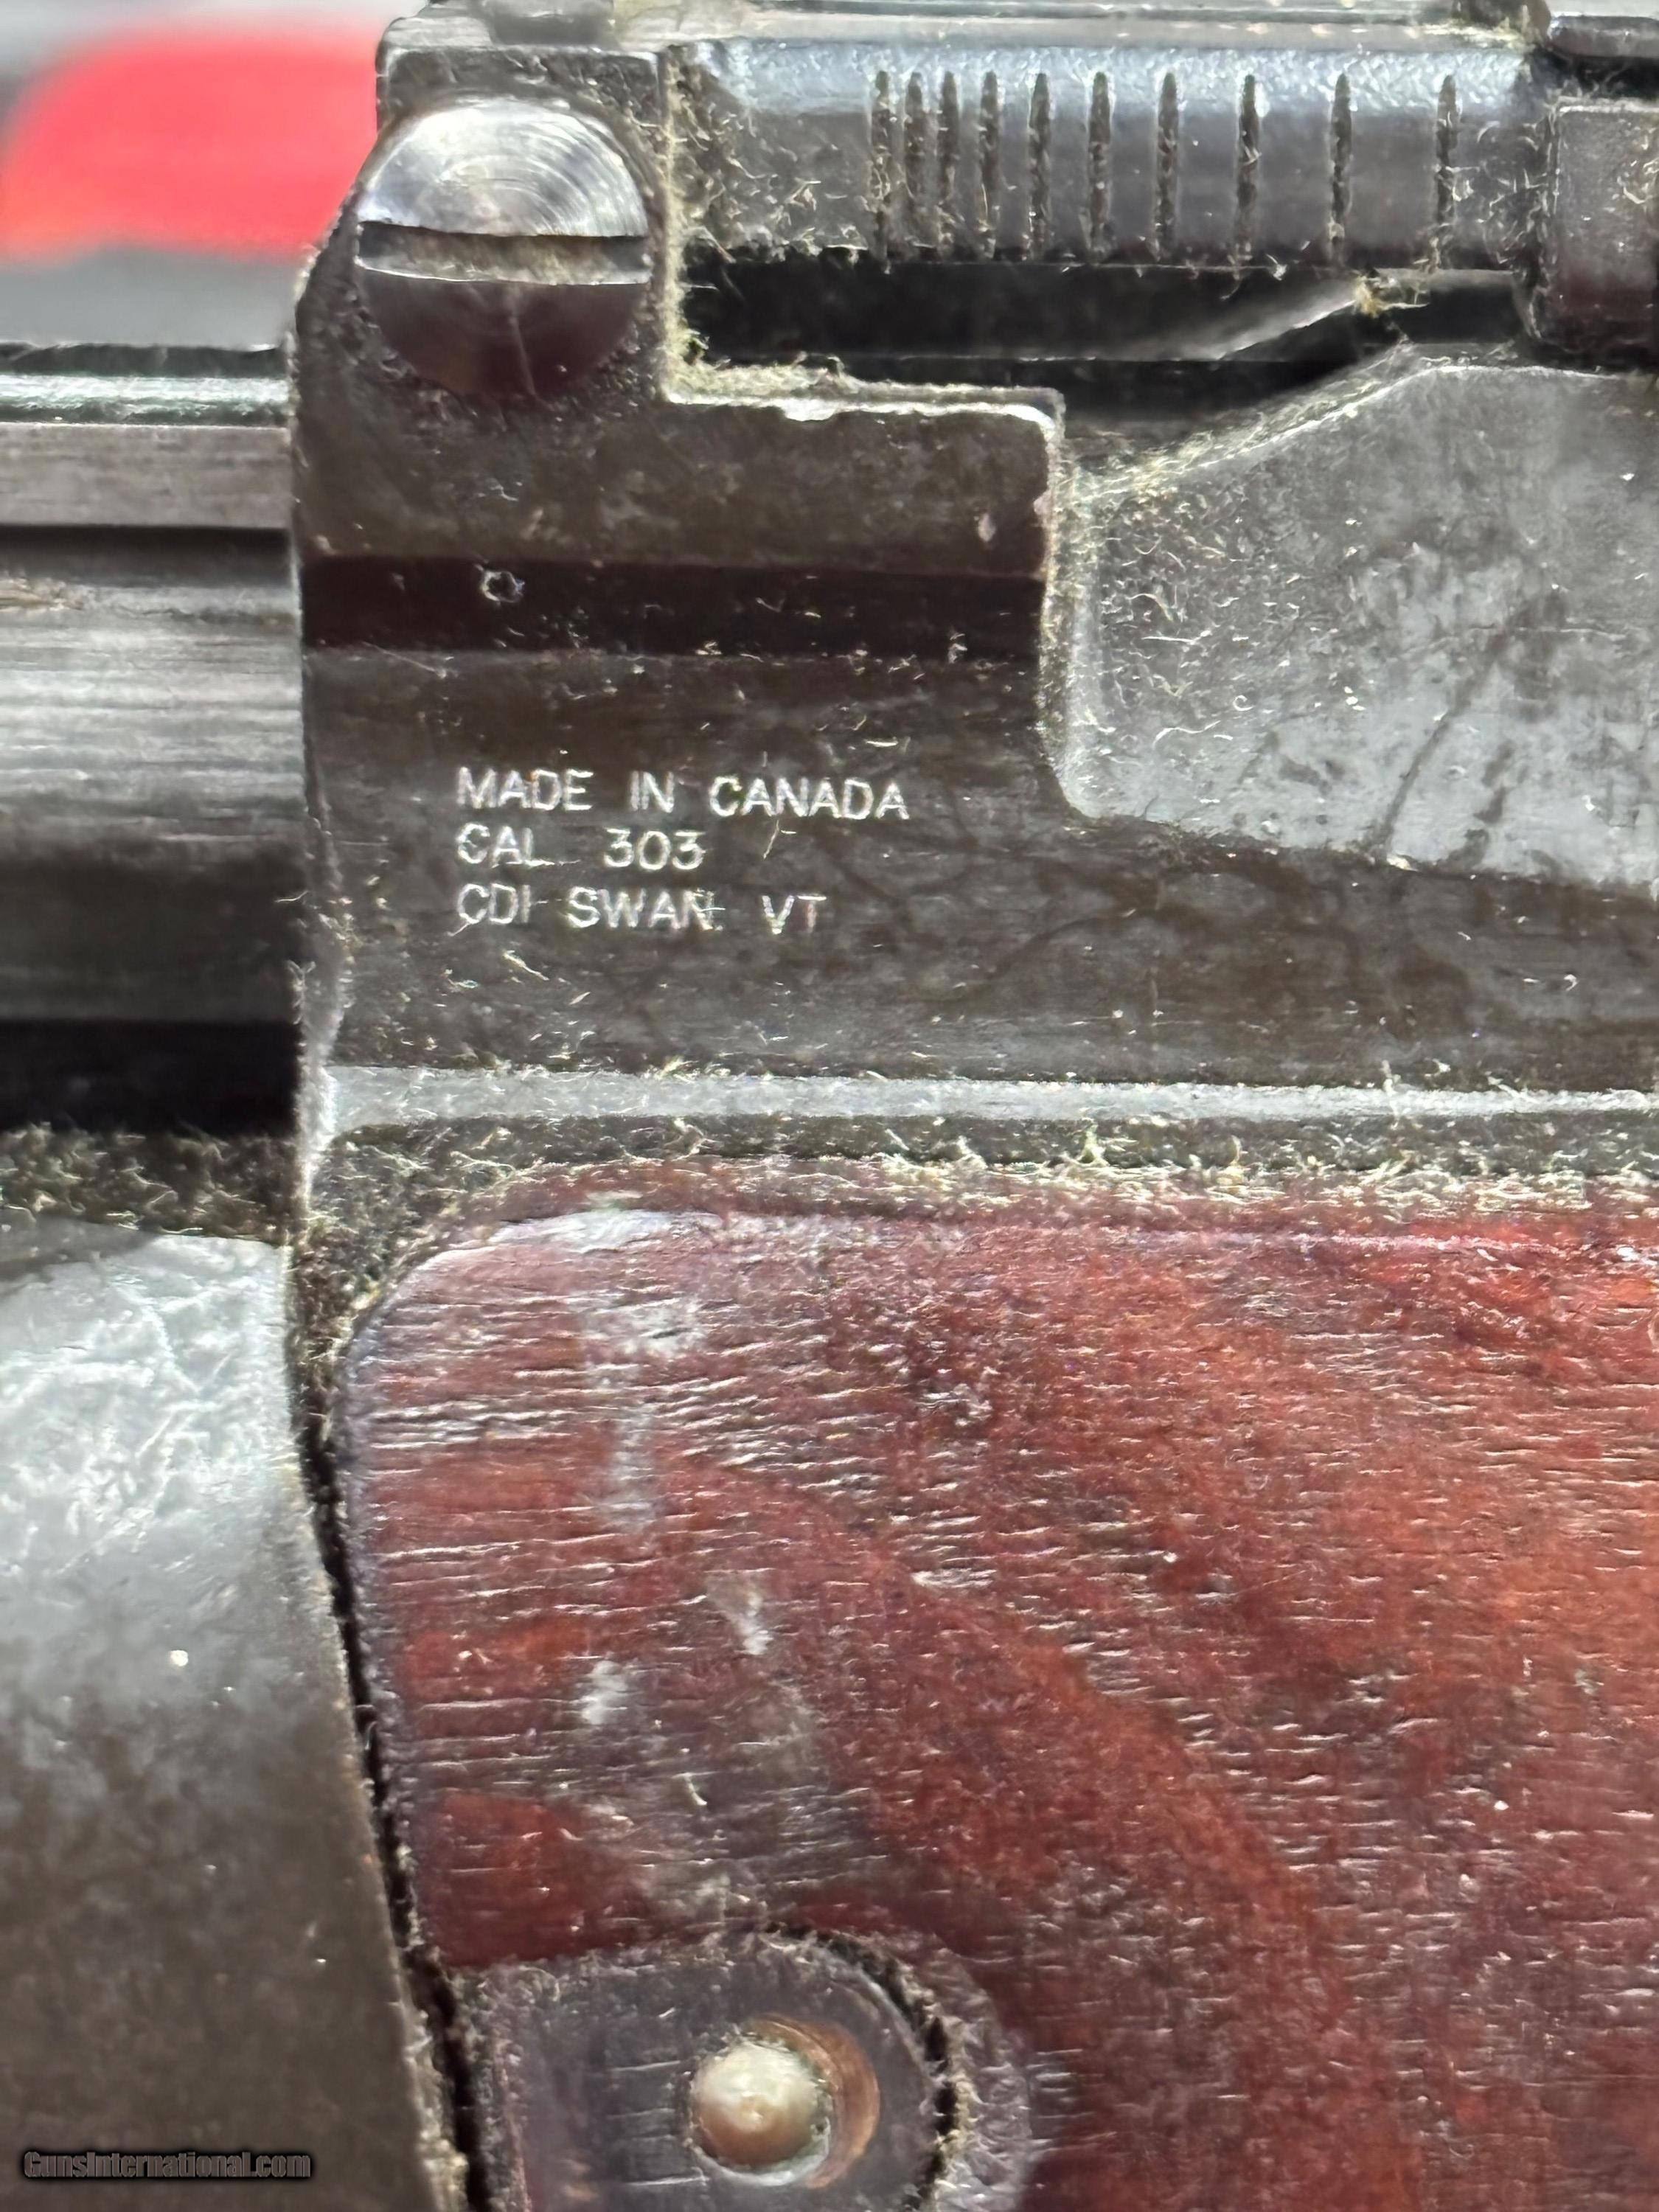 MADE IN CANADA
CAL 303
CDI SWAN. VT
GunsInternational.com